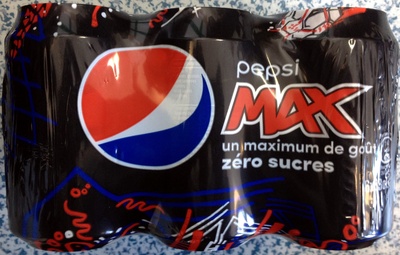 pepsi
MAX
un maximum de goût
zéro sucres